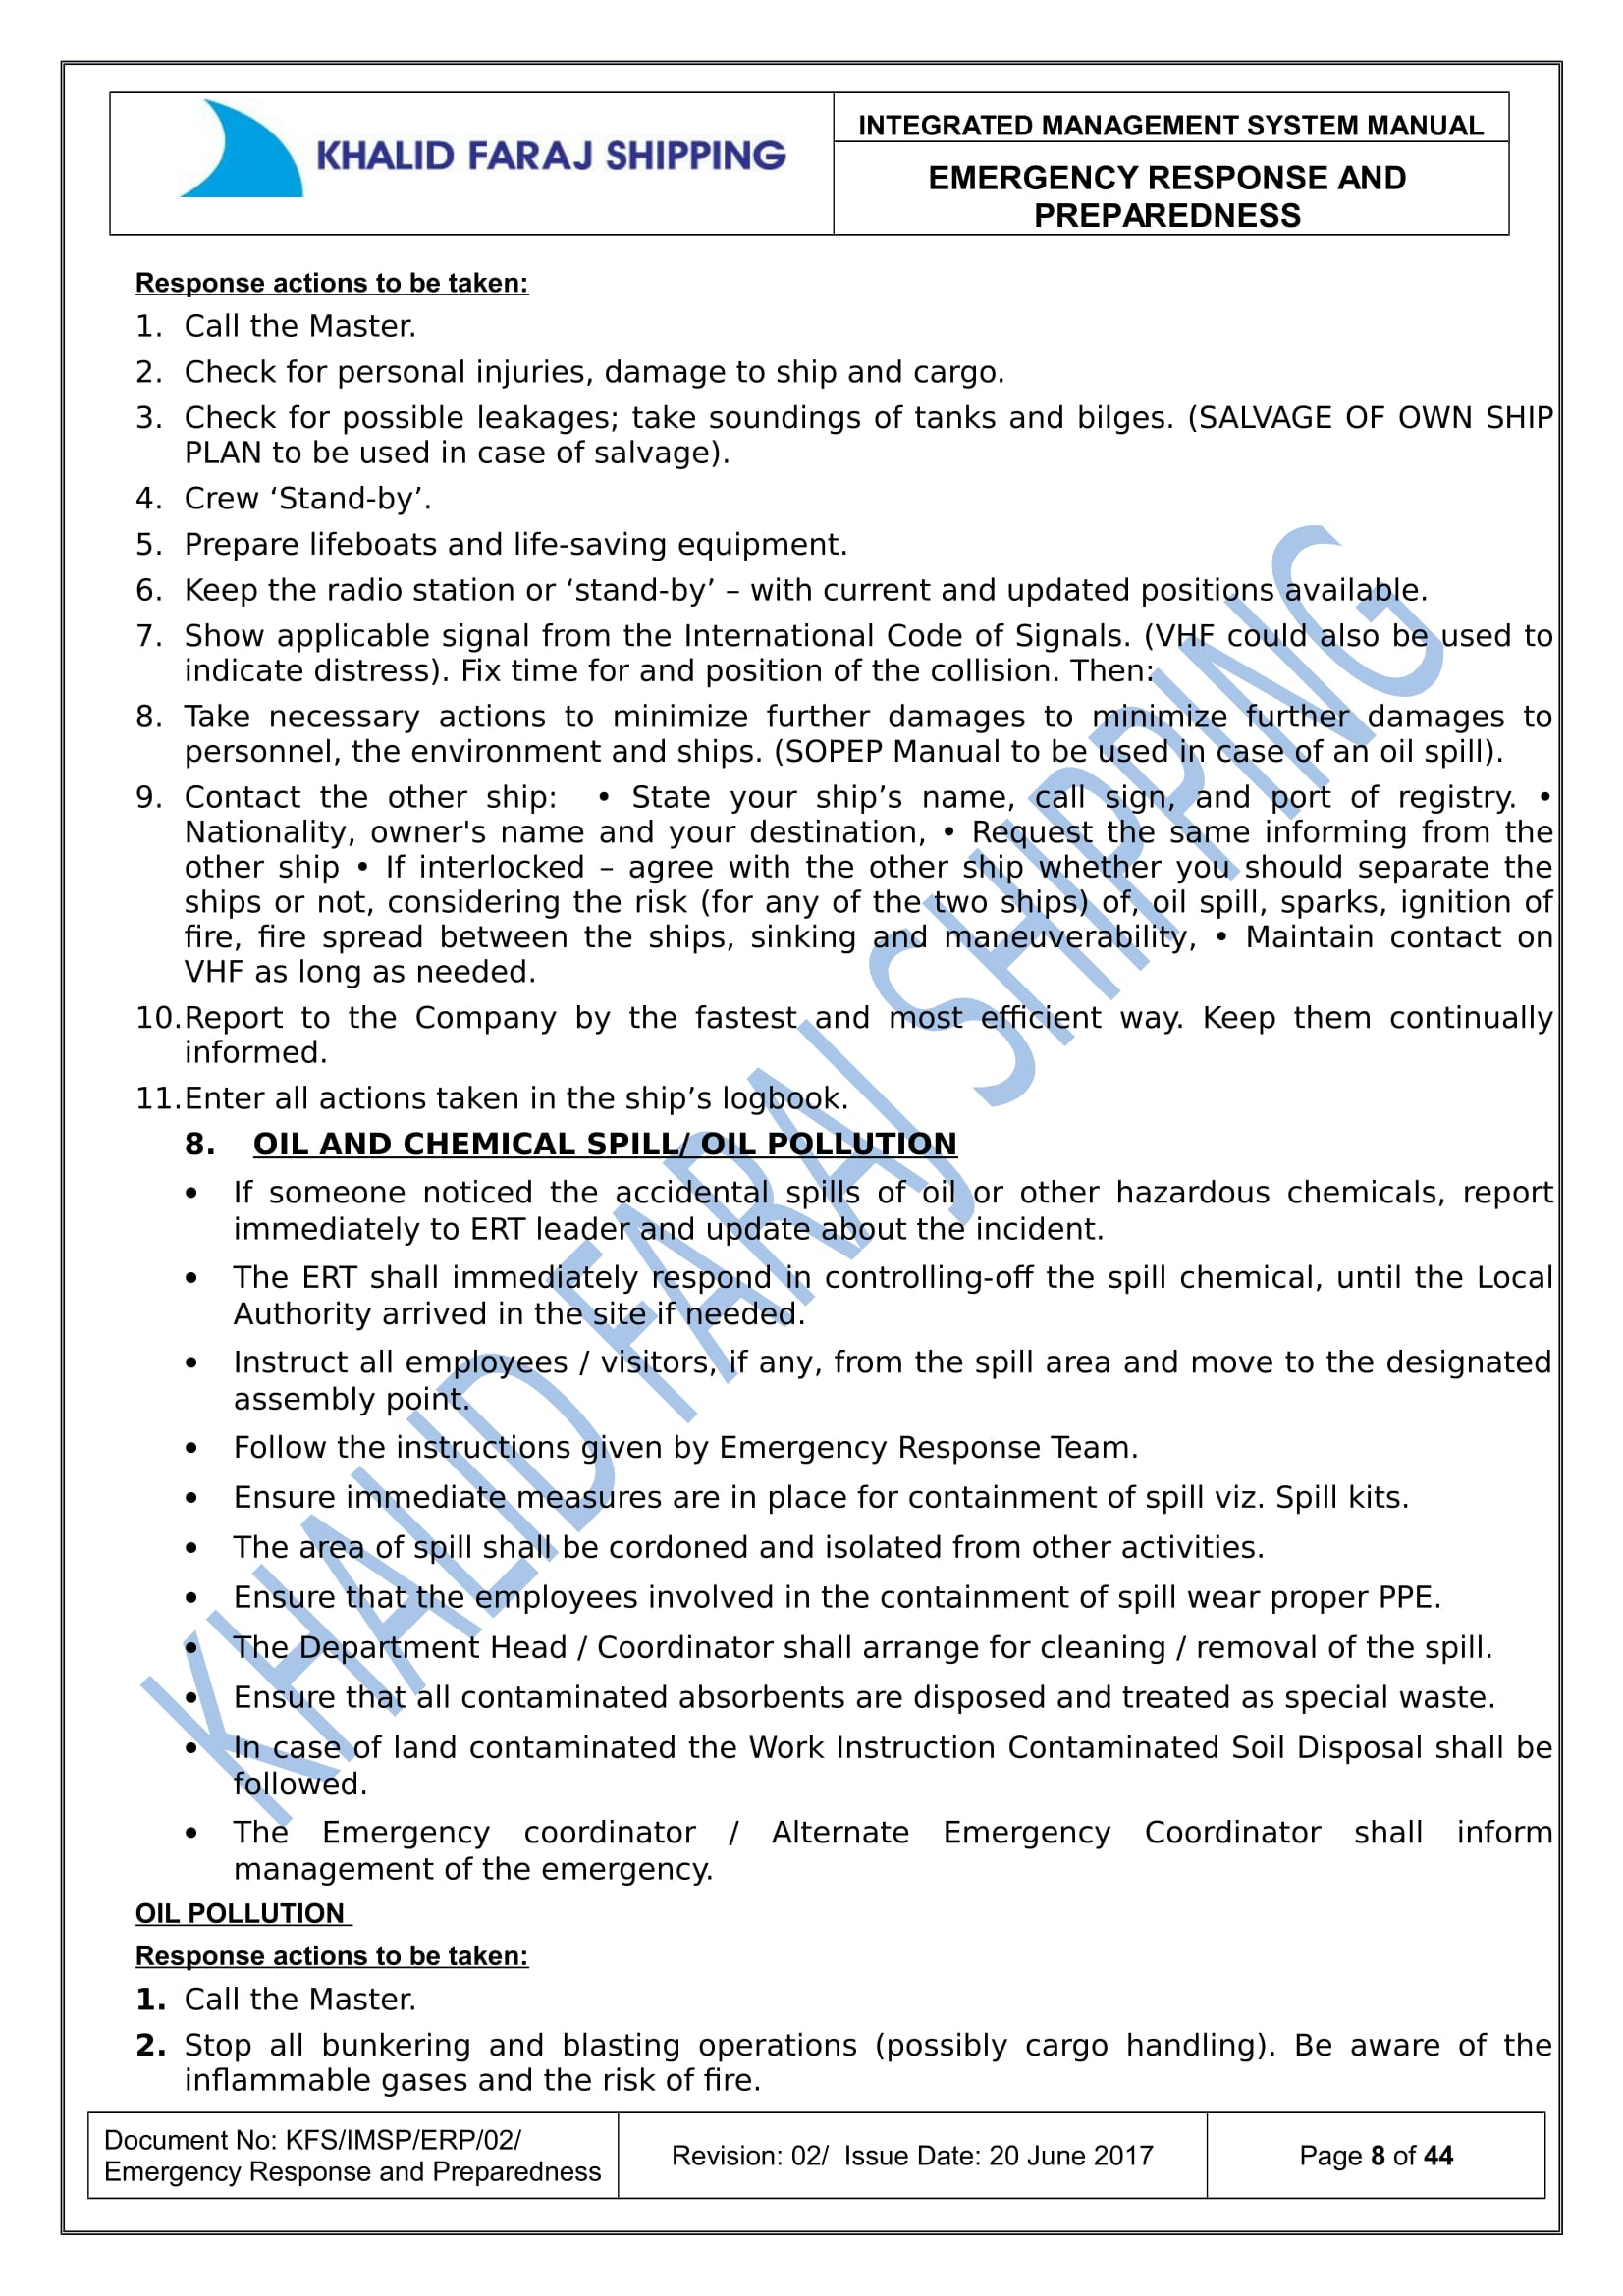 KHALID FARAJ SHIPPING
INTEGRATED MANAGEMENT SYSTEM MANUAL
EMERGENCY RESPONSE AND
PREPAREDNESS
Response actions to be taken:
1. Call the Master.
2. Check for personal injuries, damage to ship and cargo.
3. Check for possible leakages; take soundings of tanks and bilges. (SALVAGE OF OWN SHIP
PLAN to be used in case of salvage).
4. Crew ‘Stand-by’.
5. Prepare lifeboats and life-saving equipment.
6. Keep the radio station or ‘stand-by’ – with current and updated positions available.
7. Show applicable signal from the International Code of Signals. (VHF could also be used to
indicate distress). Fix time for and position of the collision. Then:
8. Take necessary actions to minimize further damages to minimize further damages to
personnel, the environment and ships. (SOPEP Manual to be used in case of an oil spill).
9. Contact the other ship: • State your ship’s name, call sign, and port of registry. •
Nationality, owner's name and your destination, • Request the same informing from the
other ship • If interlocked – agree with the other ship whether you should separate the
ships or not, considering the risk (for any of the two ships) of, oil spill, sparks, ignition of
fire, fire spread between the ships, sinking and maneuverability, • Maintain contact on
VHF as long as needed.
10. Report to the Company by the fastest and most efficient way. Keep them continually
informed.
11. Enter all actions taken in the ship’s logbook.
8. OIL AND CHEMICAL SPILL/ OIL POLLUTION
• If someone noticed the accidental spills of oil or other hazardous chemicals, report
immediately to ERT leader and update about the incident.
• The ERT shall immediately respond in controlling-off the spill chemical, until the Local
Authority arrived in the site if needed.
• Instruct all employees / visitors, if any, from the spill area and move to the designated
assembly point.
• Follow the instructions given by Emergency Response Team.
• Ensure immediate measures are in place for containment of spill viz. Spill kits.
• The area of spill shall be cordoned and isolated from other activities.
• Ensure that the employees involved in the containment of spill wear proper PPE.
• The Department Head / Coordinator shall arrange for cleaning / removal of the spill.
• Ensure that all contaminated absorbents are disposed and treated as special waste.
• In case of land contaminated the Work Instruction Contaminated Soil Disposal shall be
followed.
• The Emergency coordinator / Alternate Emergency Coordinator shall inform
management of the emergency.
OIL POLLUTION
Response actions to be taken:
1. Call the Master.
2. Stop all bunkering and blasting operations (possibly cargo handling). Be aware of the
inflammable gases and the risk of fire.
KHALID FARAJ SHIPPING
Document No: KFS/IMSP/ERP/02/
Emergency Response and Preparedness
Revision: 02/ Issue Date: 20 June 2017
Page 8 of 44